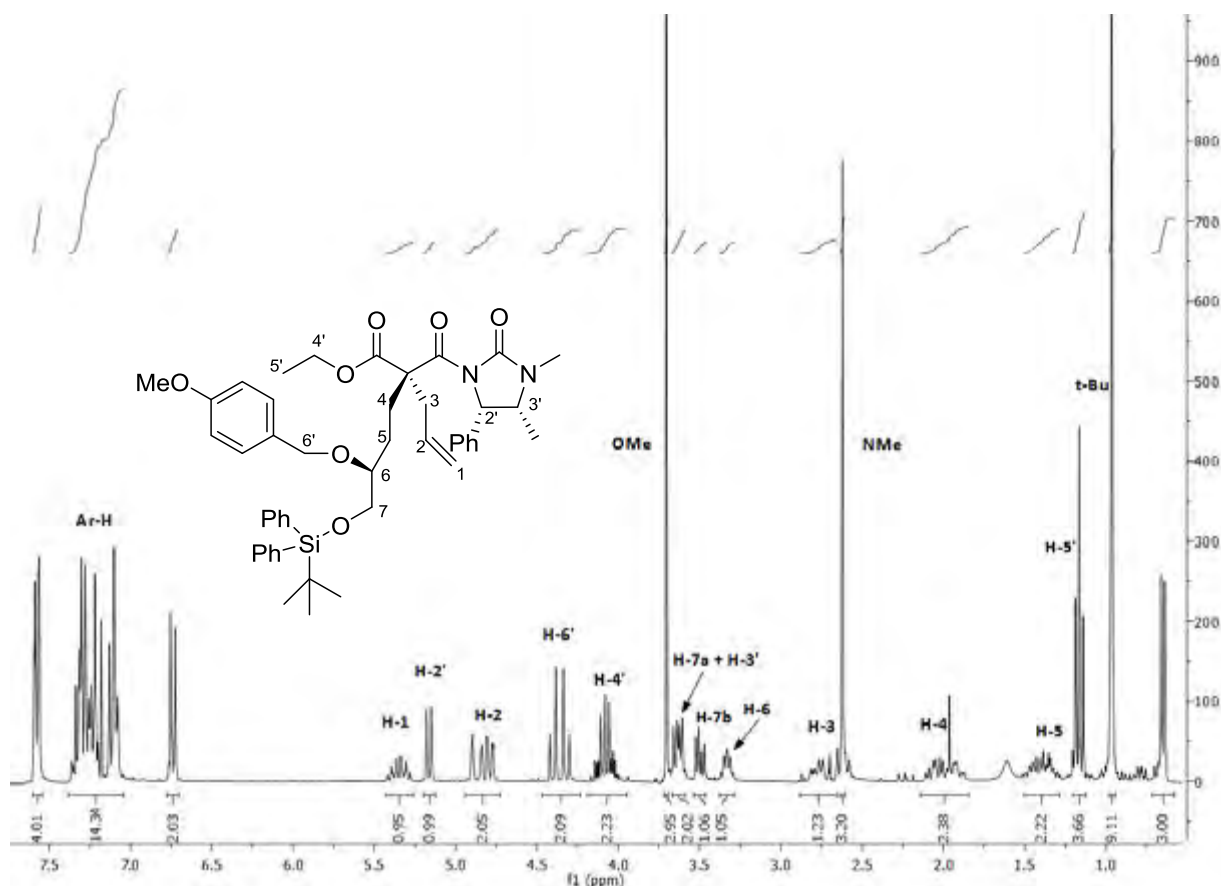 900
800
700
600
500
400
300
200
100
0
O
O
O
4'
5'
O
N
N
MeO
4
3
2'
3'
5
2
Ph
6'
O
6
1
7
Ph
O
Ph
Si
t-Bu
OMe
NMe
Ar-H
H-5'
H-6'
H-2'
H-4'
H-7a + H-3'
H-1
H-2
H-7b
H-6
H-3
H-4
H-5
4.01
14.34
2.03
0.95
0.99
2.05
2.09
2.23
2.95
2.02
1.06
1.05
1.23
3.20
2.38
2.22
3.66
9.11
3.00
7.5
7.0
6.5
6.0
5.5
5.0
4.5
4.0
3.5
3.0
2.5
2.0
1.5
1.0
f1 (ppm)